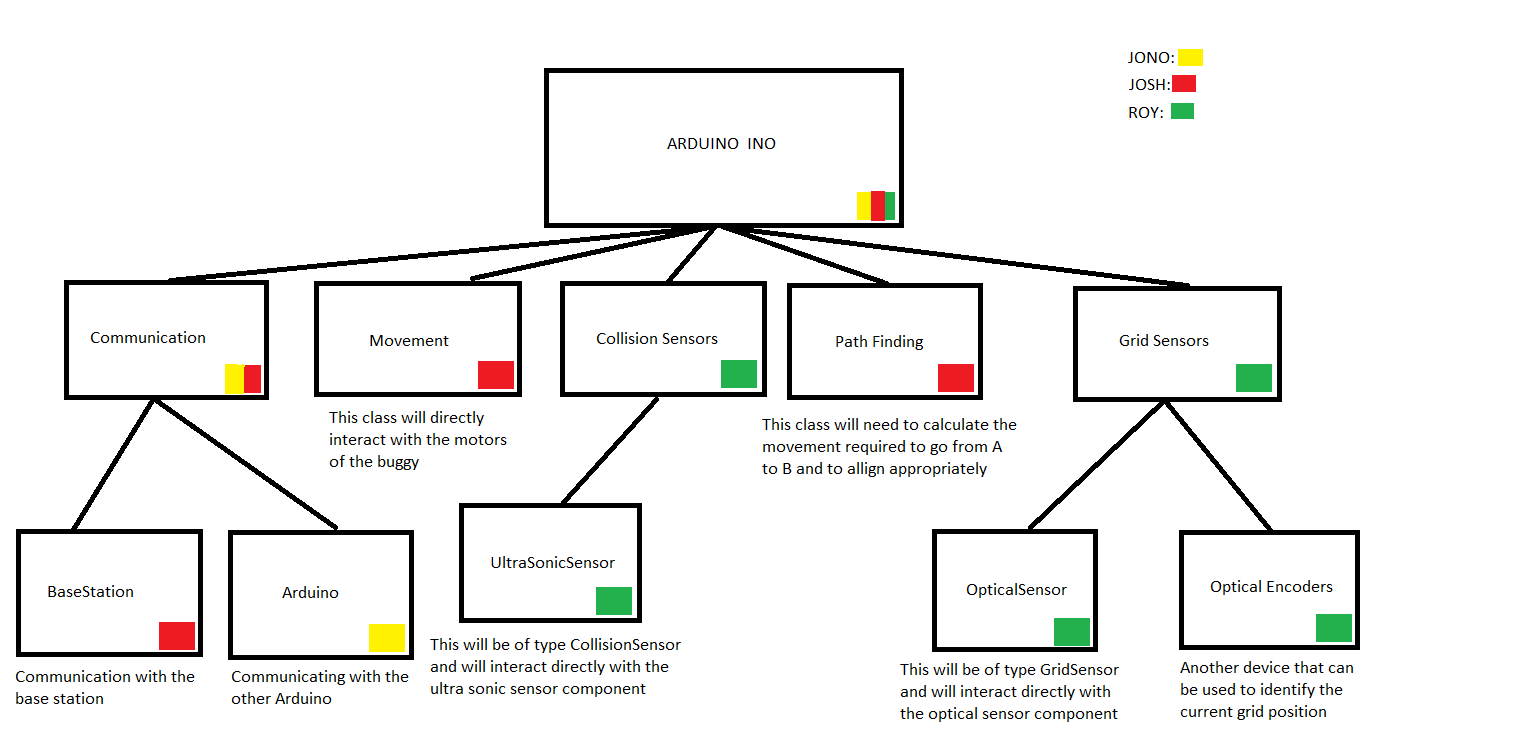 JONO:
JOSH:
ROY:
ARDUINO INO
Communication
Movement
Collision Sensors
Path Finding
Grid Sensors
This class will directly
interact with the motors
of the buggy
This class will need to calculate the
movement required to go from A
to B and to allign appropriately
BaseStation
Arduino
UltraSonicSensor
OpticalSensor
Optical Encoders
Communication with the
base station
Communicating with the
other Arduino
This will be of type CollisionSensor
and will interact directly with the
ultra sonic sensor component
This will be of type GridSensor
and will interact directly with
the optical sensor component
Another device that can
be used to identify the
current grid position